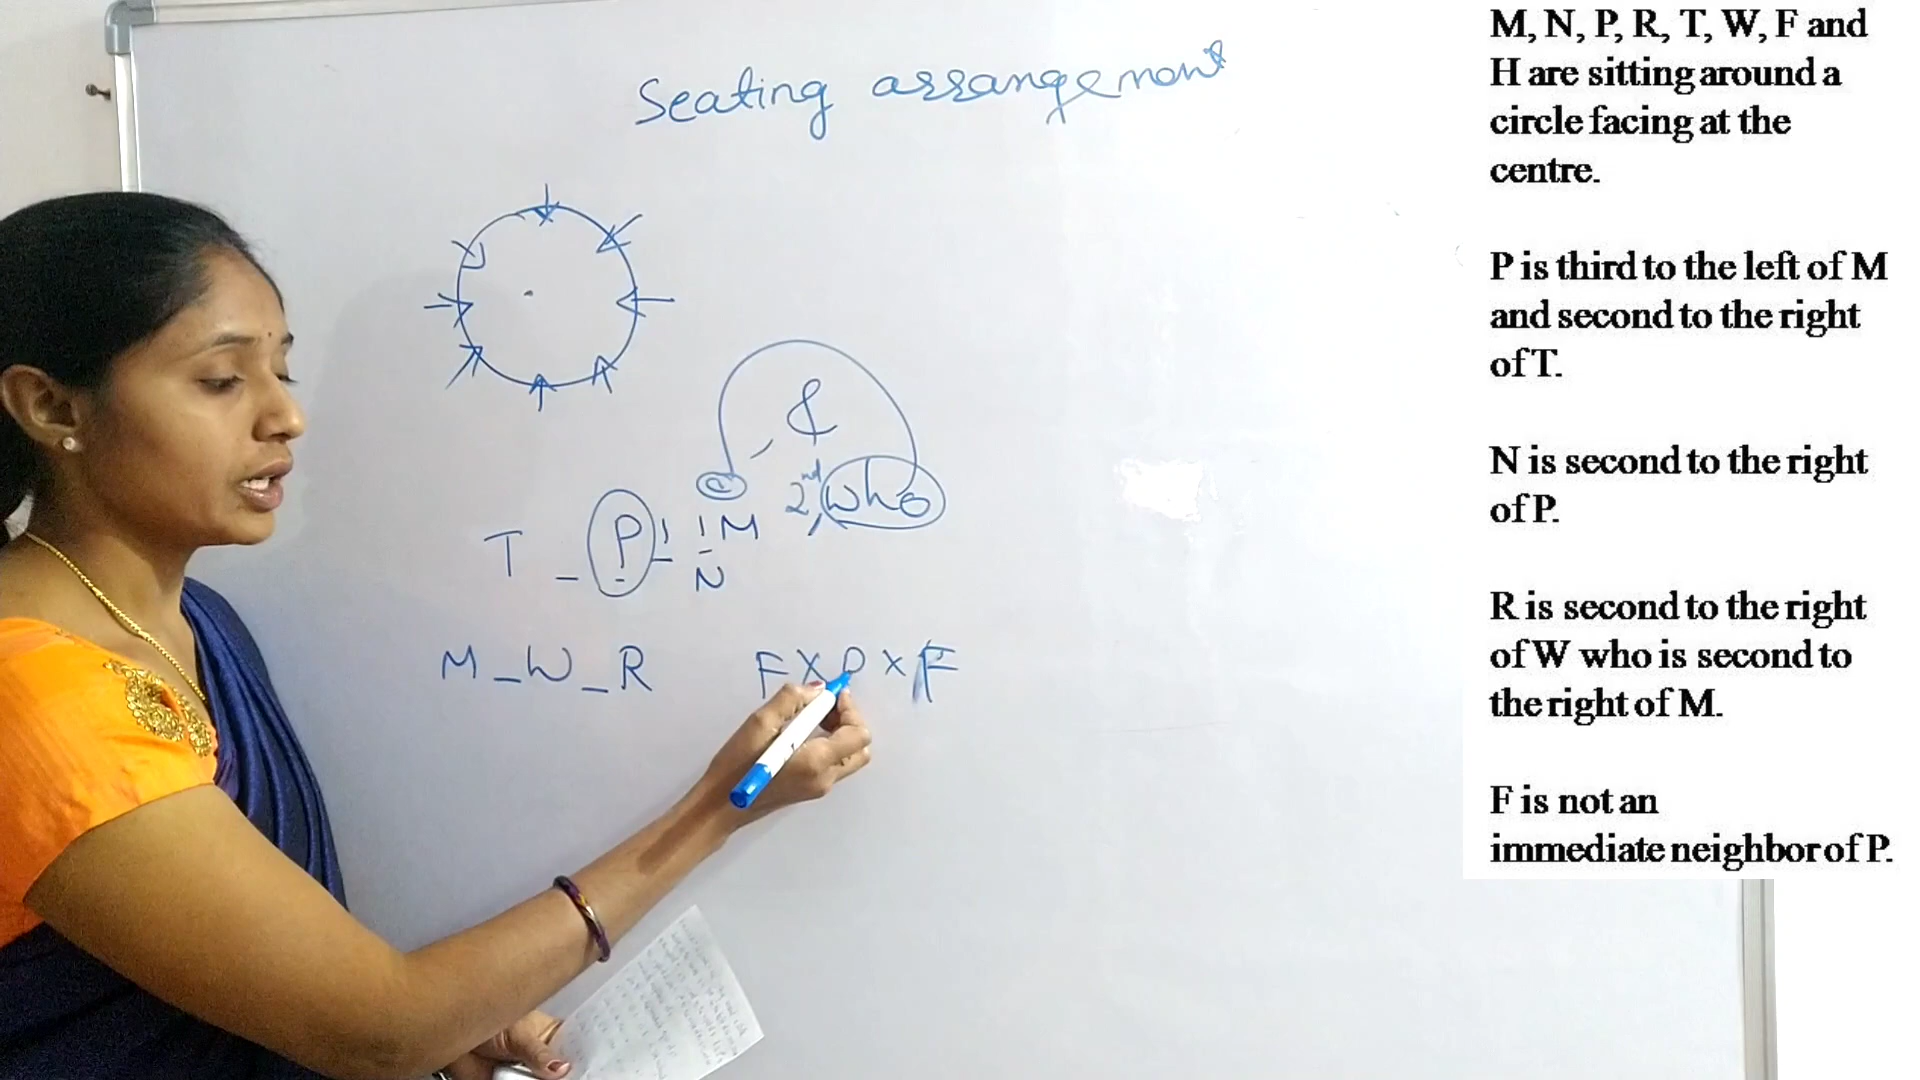 Seating arrangement
¢
2nd, who
T _ P _ _ M
N
M _ W _ R
F X P X F
M, N, P, R, T, W, F and
H are sitting around a
circle facing at the
centre.
P is third to the left of M
and second to the right
of T.
N is second to the right
of P.
R is second to the right
of W who is second to
the right of M.
F is not an
immediate neighbor of P.